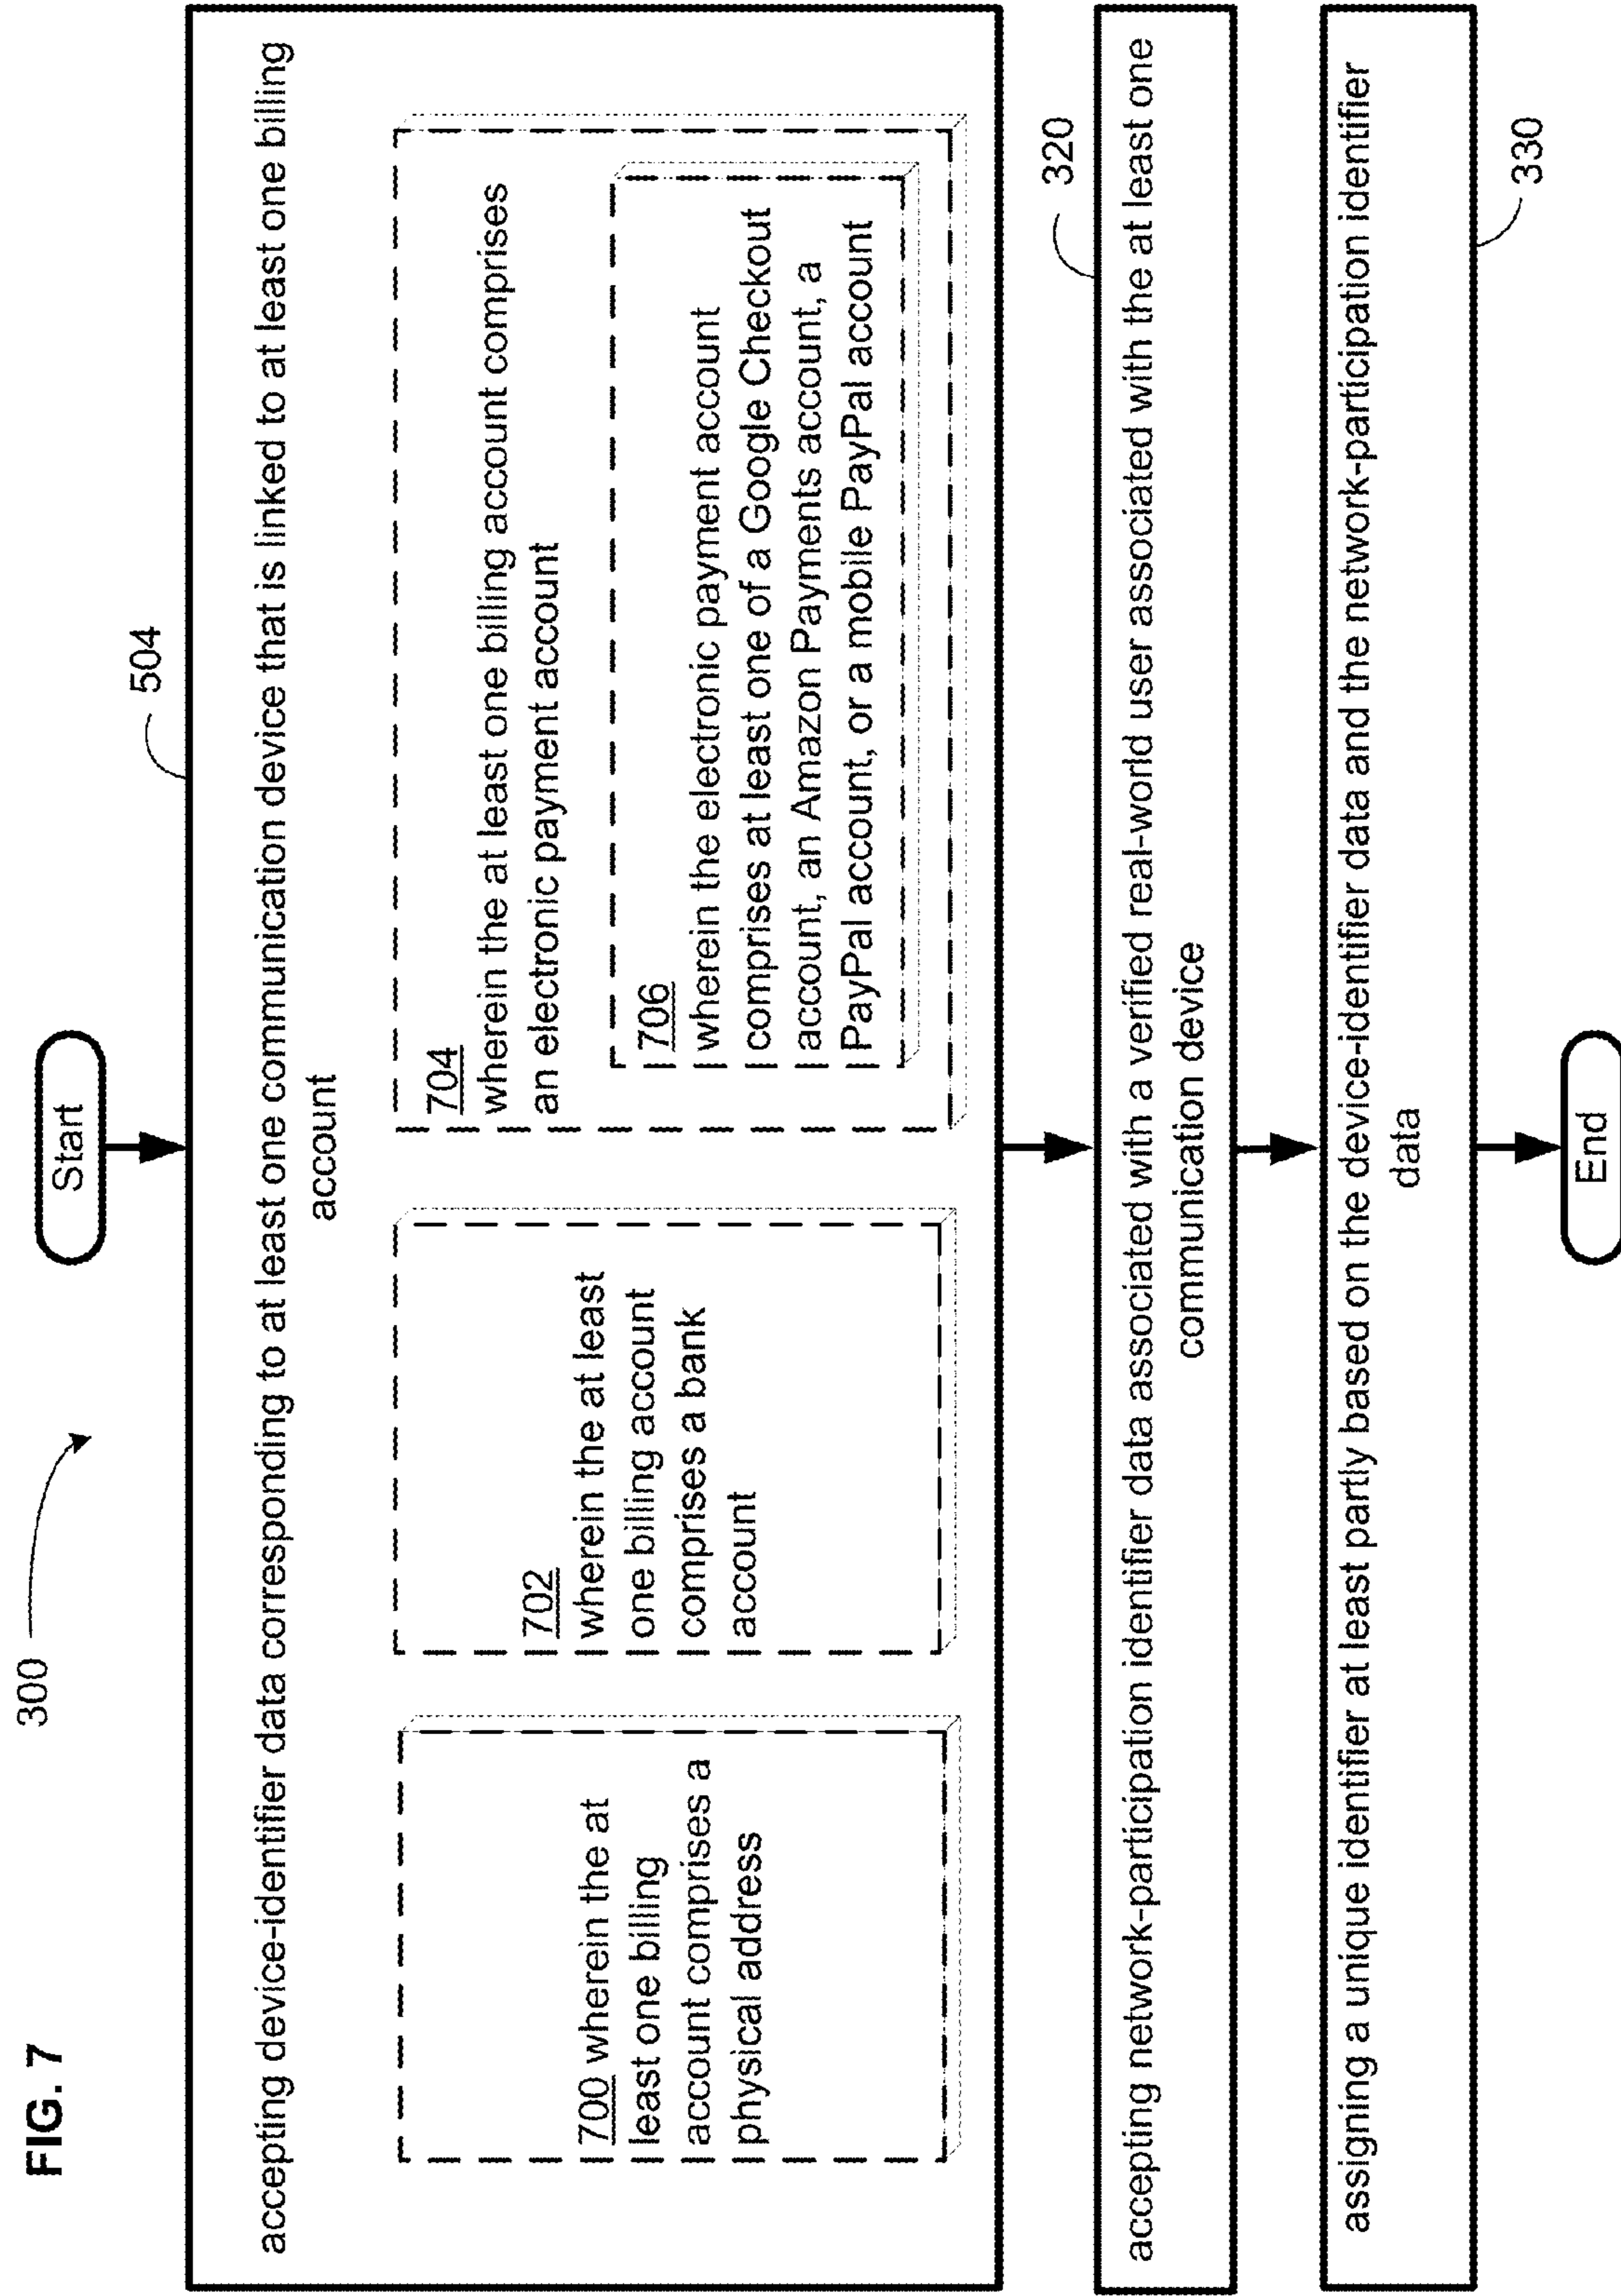 FIG. 7
300
Start
504
accepting device-identifier data corresponding to at least one communication device that is linked to at least one billing
account
700 wherein the at
least one billing
account comprises a
physical address
702
wherein the at least
one billing account
comprises a bank
account
704
wherein the at least one billing account comprises
an electronic payment account
706
wherein the electronic payment account
comprises at least one of a Google Checkout
account, an Amazon Payments account, a
PayPal account, or a mobile PayPal account
320
accepting network-participation identifier data associated with a verified real-world user associated with the at least one
communication device
330
assigning a unique identifier at least partly based on the device-identifier data and the network-participation identifier
data
End